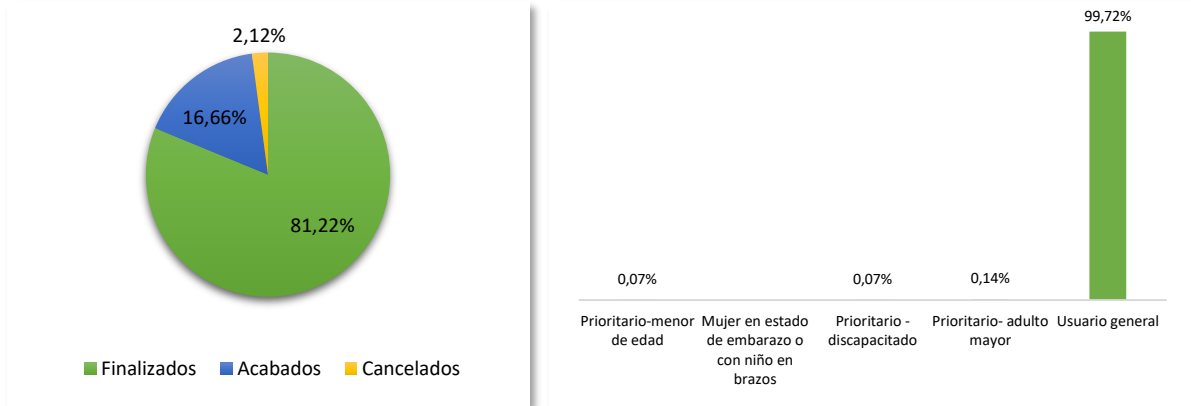 2,12%
16,66%
81,22%
Finalizados Acabados Cancelados
99,72%
0,07% 0,07% 0,14%
Prioritario-menor
de edad
Mujer en estado
de embarazo o
con niño en
brazos
Prioritario -
discapacitado
Prioritario- adulto
mayor
Usuario general